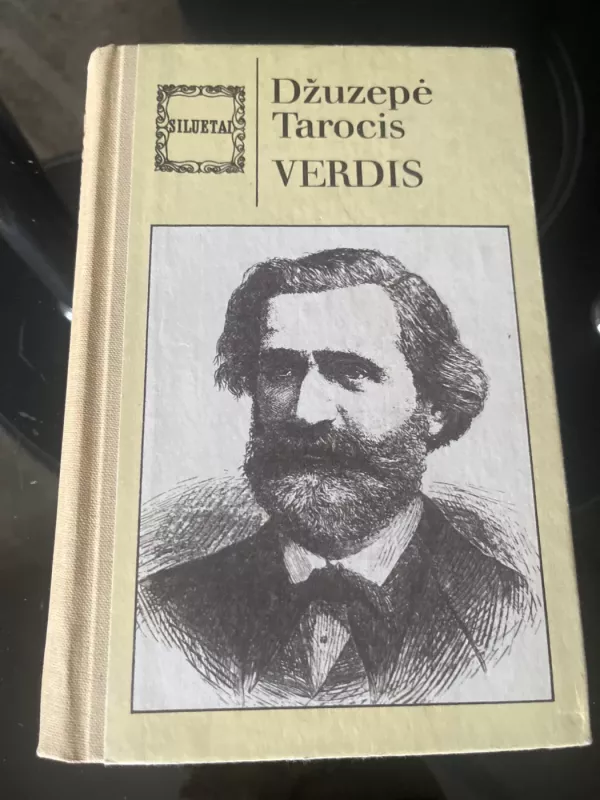 SILUETAI
Džuzepė
Tarocis
VERDIS